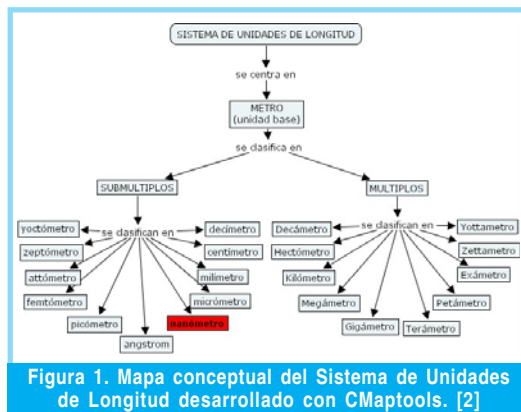 SISTEMA DE UNIDADES DE LONGITUD
se centra en
METRO
(unidad base)
se clasifica en
SUBMULTIPLOS
MULTIPLOS
se clasifican en
yoctómetro
zeptómetro
attómetro
femtómetro
picómetro
angstrom
nanómetro
micrómetro
milímetro
centímetro
decímetro
se clasifican en
Decámetro
Hectómetro
Kilómetro
Megámetro
Gigámetro
Terámetro
Petámetro
Exámetro
Zettametro
Yottametro
Figura 1. Mapa conceptual del Sistema de Unidades
de Longitud desarrollado con CMaptools. [2]